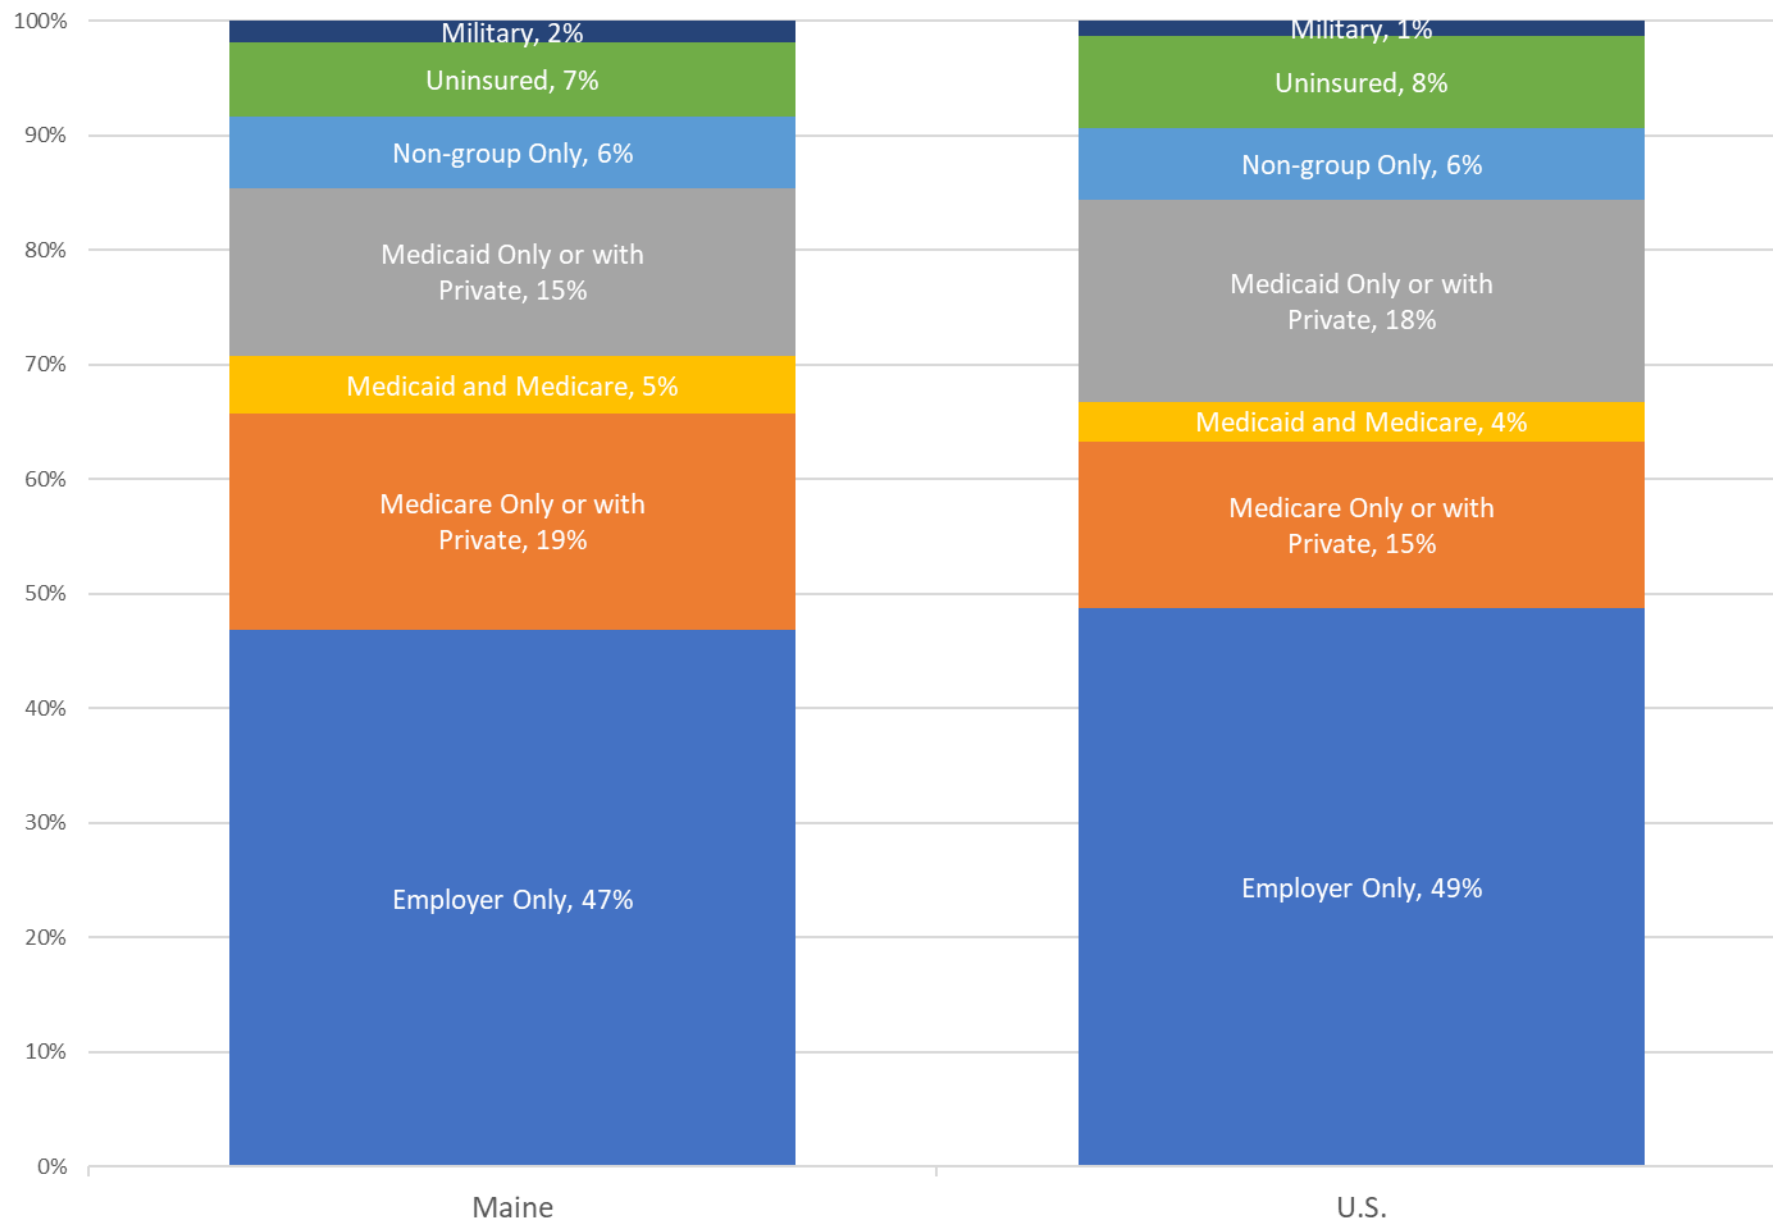 100%
90%
80%
70%
60%
50%
40%
30%
20%
10%
0%
Military, 2%
Uninsured, 7%
Non-group Only, 6%
Medicaid Only or with
Private, 15%
Medicaid and Medicare, 5%
Medicare Only or with
Private, 19%
Employer Only, 47%
Military, 1%
Uninsured, 8%
Non-group Only, 6%
Medicaid Only or with
Private, 18%
Medicaid and Medicare, 4%
Medicare Only or with
Private, 15%
Employer Only, 49%
Maine
U.S.